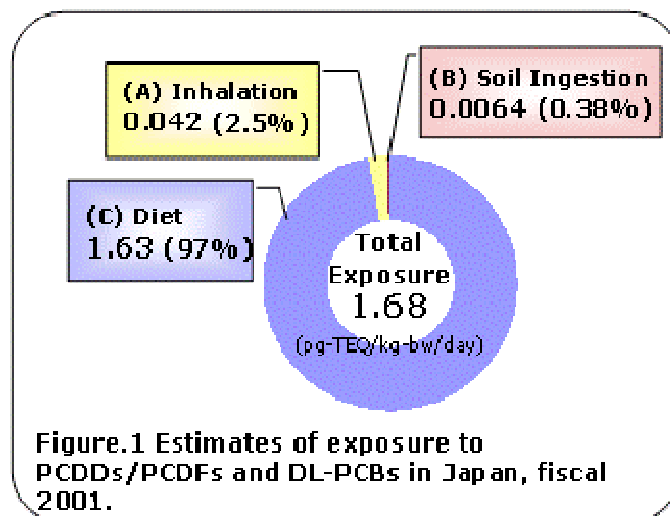 (A) Inhalation
0.042 (2.5%)
(B) Soil Ingestion
0.0064 (0.38%)
(C) Diet
1.63 (97%)
Total
Exposure
1.68
(pg-TEQ/kg-bw/day)
Figure.1 Estimates of exposure to
PCDDs/PCDFs and DL-PCBs in Japan, fiscal
2001.